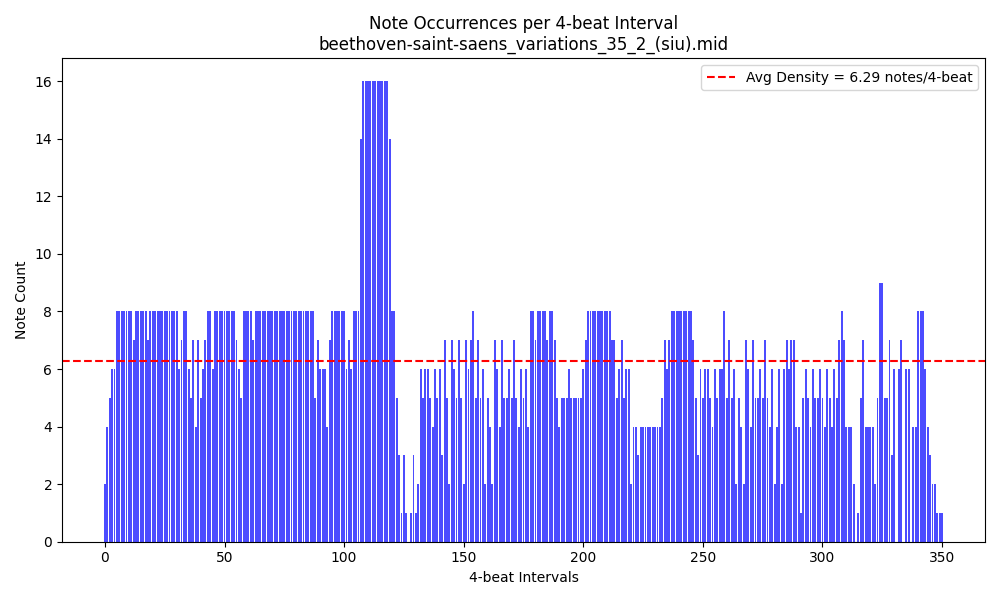 Note Occurrences per 4-beat Interval
beethoven-saint-saens_variations_35_2_(siu).mid
Avg Density = 6.29 notes/4-beat
Note Count
16
14
12
10
8
6
4
2
0
0 50 100 150 200 250 300 350
4-beat Intervals